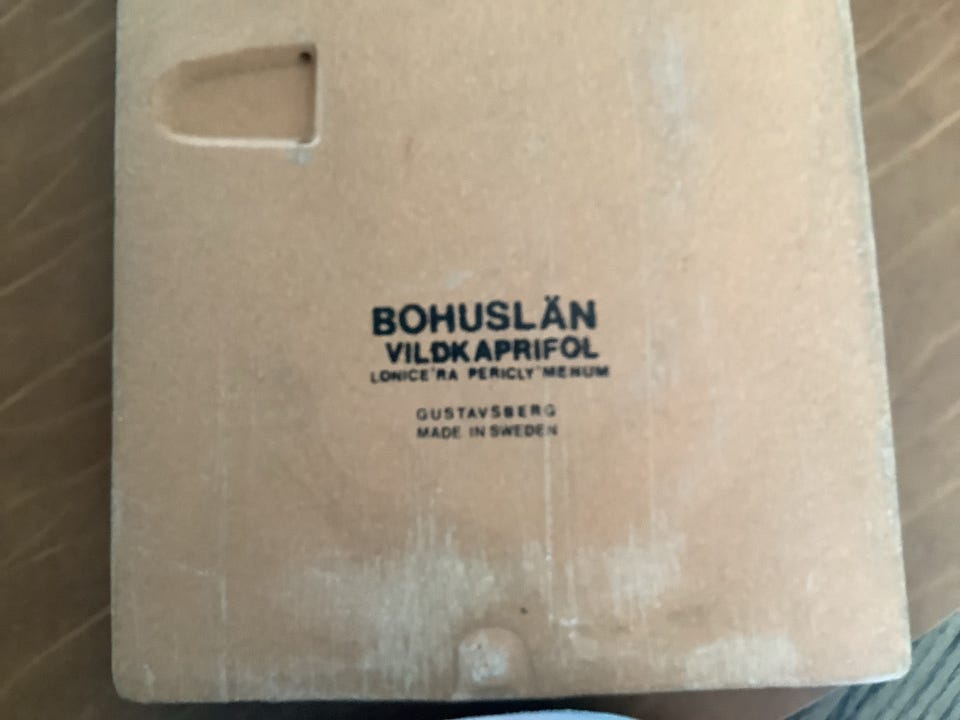 BOHUSLÄN
VILDKAPRIFOL
LONICE'RA PERICLY'MENUM
GUSTAVSBERG
MADE IN SWEDEN